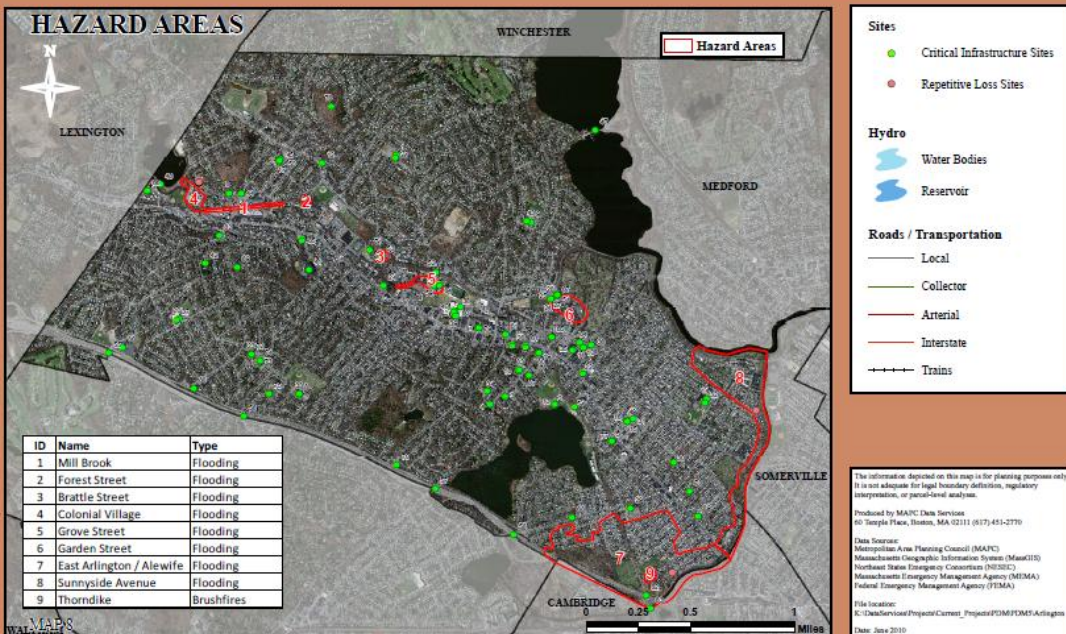 HAZARD AREAS
N
WINCHESTER
Hazard Areas
LEXINGTON
MEDFORD
SOMERVILLE
CAMBRIDGE
4
1
2
3
5
6
8
7
9
ID Name Type
1 Mill Brook Flooding
2 Forest Street Flooding
3 Brattle Street Flooding
4 Colonial Village Flooding
5 Grove Street Flooding
6 Garden Street Flooding
7 East Arlington / Alewife Flooding
8 Sunnyside Avenue Flooding
9 Thorndike Brushfires
MAP 8
0 0.25 0.5 1
Miles
Sites
Critical Infrastructure Sites
Repetitive Loss Sites
Hydro
Water Bodies
Reservoir
Roads / Transportation
Local
Collector
Arterial
Interstate
Trains
The information depicted on this map is for planning purposes only.
It is not adequate for legal boundary definition, regulatory
interpretation, or parcel-level analysis.
Produced by MAPC Data Services
60 Temple Place, Boston, MA 02111 (617) 451-2770
Data Sources:
Metropolitan Area Planning Council (MAPC)
Massachusetts Geographic Information System (MassGIS)
Northeast States Emergency Consortium (NESEC)
Massachusetts Emergency Management Agency (MEMA)
Federal Emergency Management Agency (FEMA)
File location:
K:\DataServices\Projects\Current_Projects\PDM\PDM5\Arlington
Date: June 2010